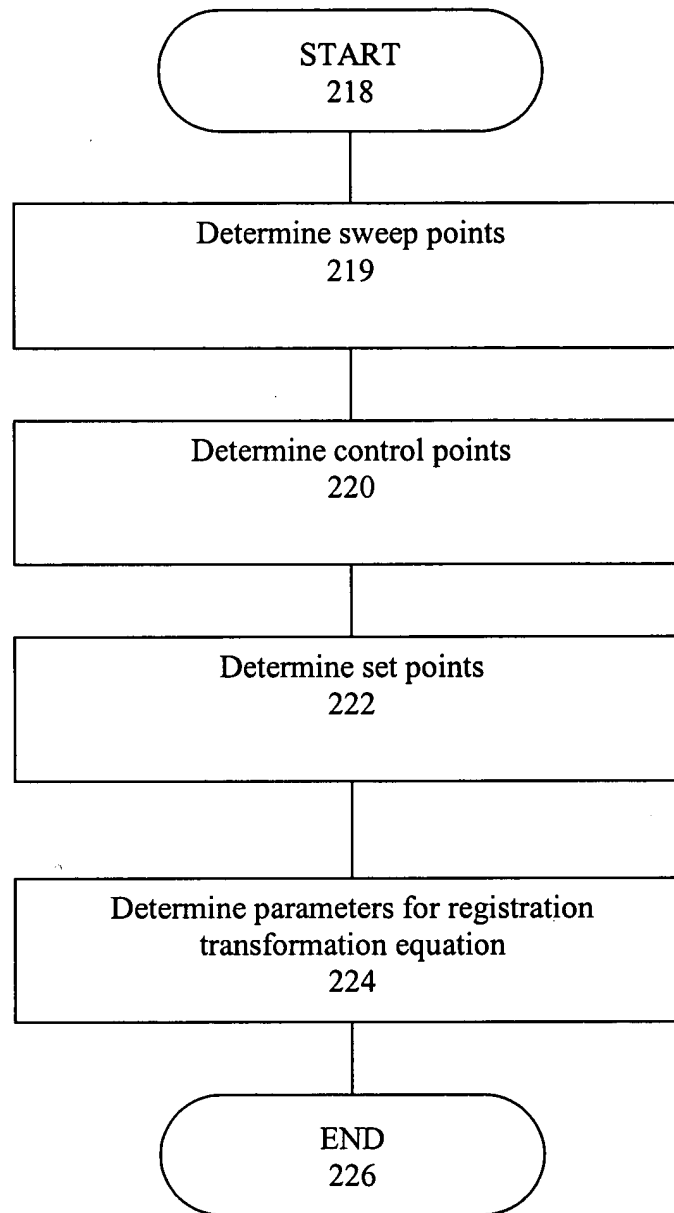 START
218
Determine sweep points
219
Determine control points
220
Determine set points
222
Determine parameters for registration
transformation equation
224
END
226